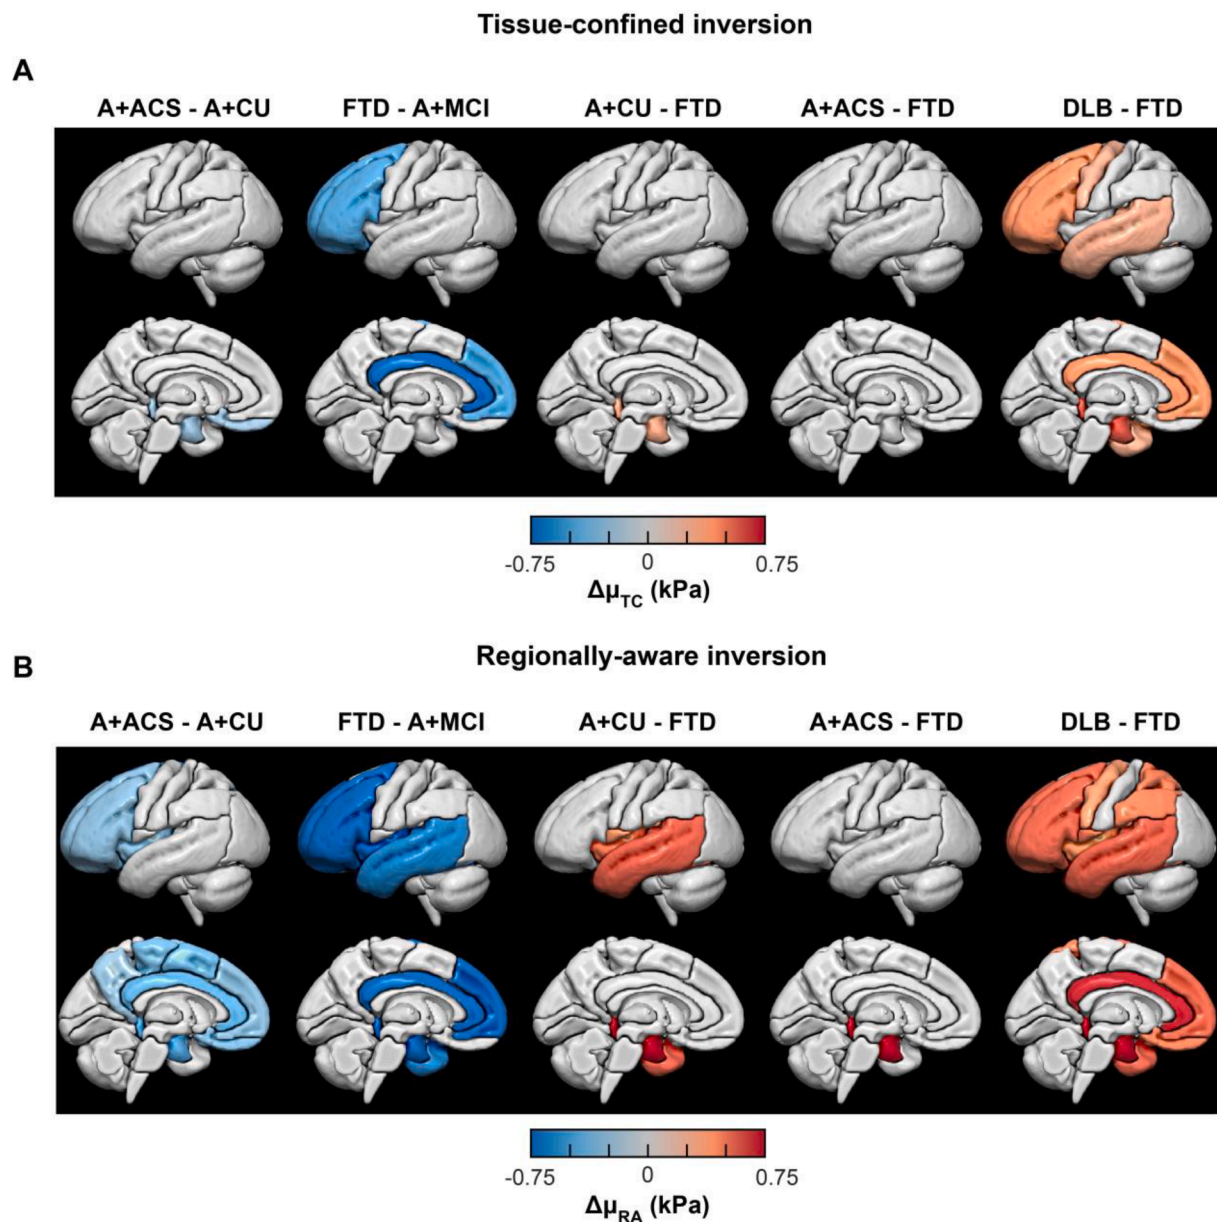 Tissue-confined inversion
A
A+ACS - A+CU FTD - A+MCI A+CU - FTD A+ACS - FTD DLB - FTD
-0.75 0 0.75
ΔμTC (kPa)
Regionally-aware inversion
B
A+ACS - A+CU FTD - A+MCI A+CU - FTD A+ACS - FTD DLB - FTD
-0.75 0 0.75
ΔμRA (kPa)